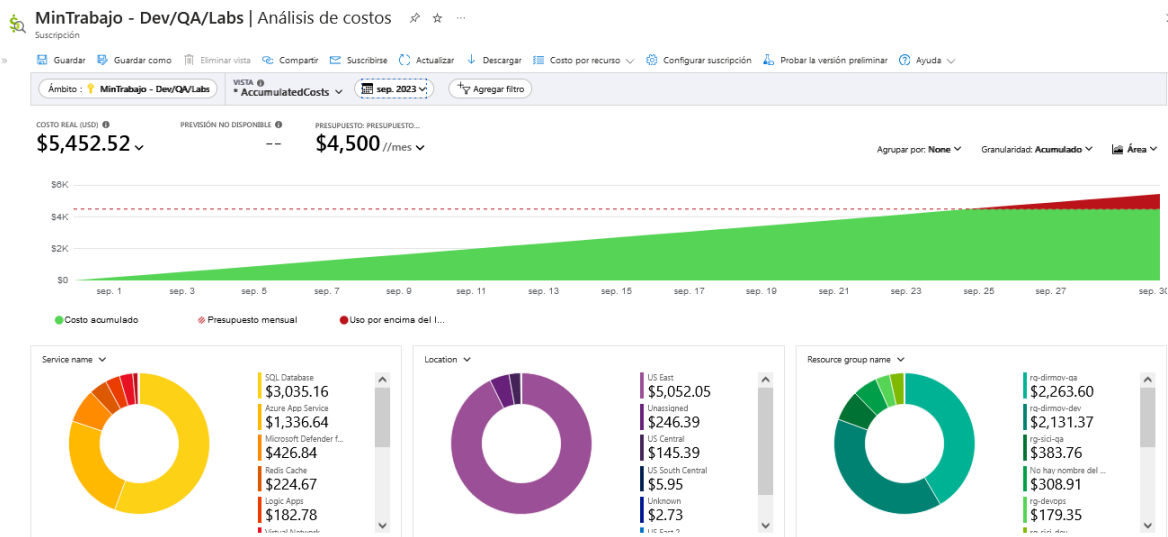 MinTrabajo - Dev/QA/Labs | Análisis de costos
Suscripción
Guardar Guardar como Eliminar vista Compartir Suscribirse Actualizar Descargar Costo por recurso Configurar suscripción Probar la versión preliminar Ayuda
Ámbito : MinTrabajo - Dev/QA/Labs
VISTA
* AccumulatedCosts
sep. 2023
Agregar filtro
COSTO REAL (USD)
$5,452.52
PREVISIÓN NO DISPONIBLE
--
PRESUPUESTO: PRESUPUESTO...
$4,500 //mes
Agrupar por: None Granularidad: Acumulado Área
$6K
$4K
$2K
$0
sep. 1 sep. 3 sep. 5 sep. 7 sep. 9 sep. 11 sep. 13 sep. 15 sep. 17 sep. 19 sep. 21 sep. 23 sep. 25 sep. 27 sep. 30
Costo acumulado Presupuesto mensual Uso por encima del l...
Service name
SQL Database
$3,035.16
Azure App Service
$1,336.64
Microsoft Defender f...
$426.84
Redis Cache
$224.67
Logic Apps
$182.78
Virtual Network
Location
US East
$5,052.05
Unassigned
$246.39
US Central
$145.39
US South Central
$5.95
Unknown
$2.73
US East 2
Resource group name
rg-dirmov-qa
$2,263.60
rg-dirmov-dev
$2,131.37
rg-sici-qa
$383.76
No hay nombre del ...
$308.91
rg-devops
$179.35
rg-sici-dev